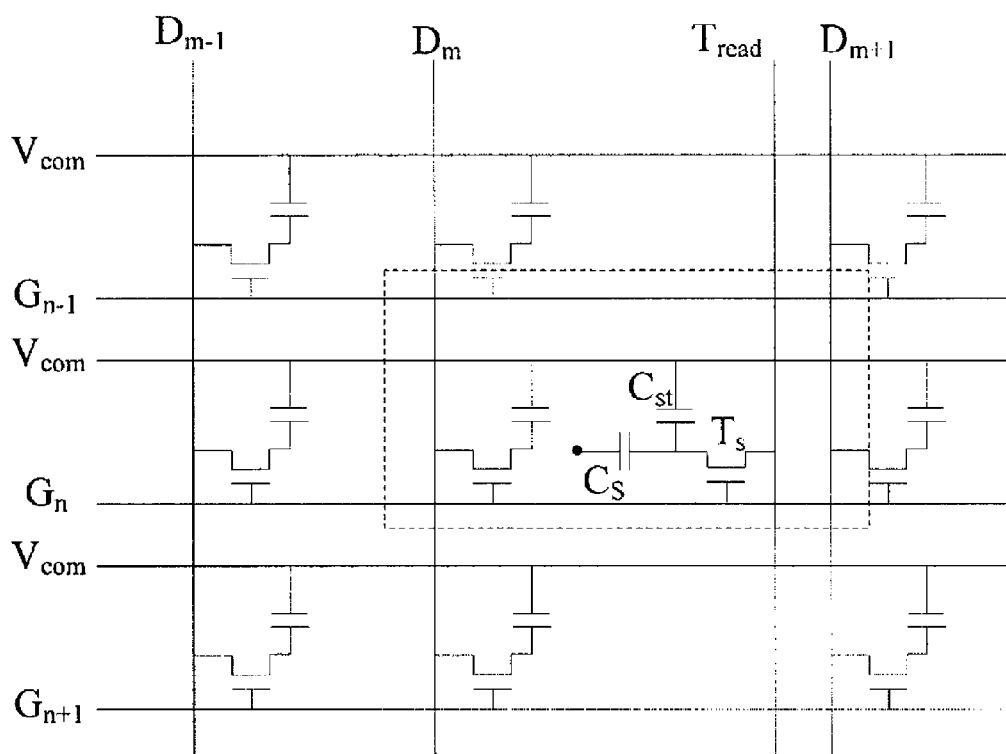 D_{m-1} D_m T_{read} D_{m+1}
V_{com}
G_{n-1}
V_{com}
C_{st}
T_s
C_S
G_n
V_{com}
G_{n+1}